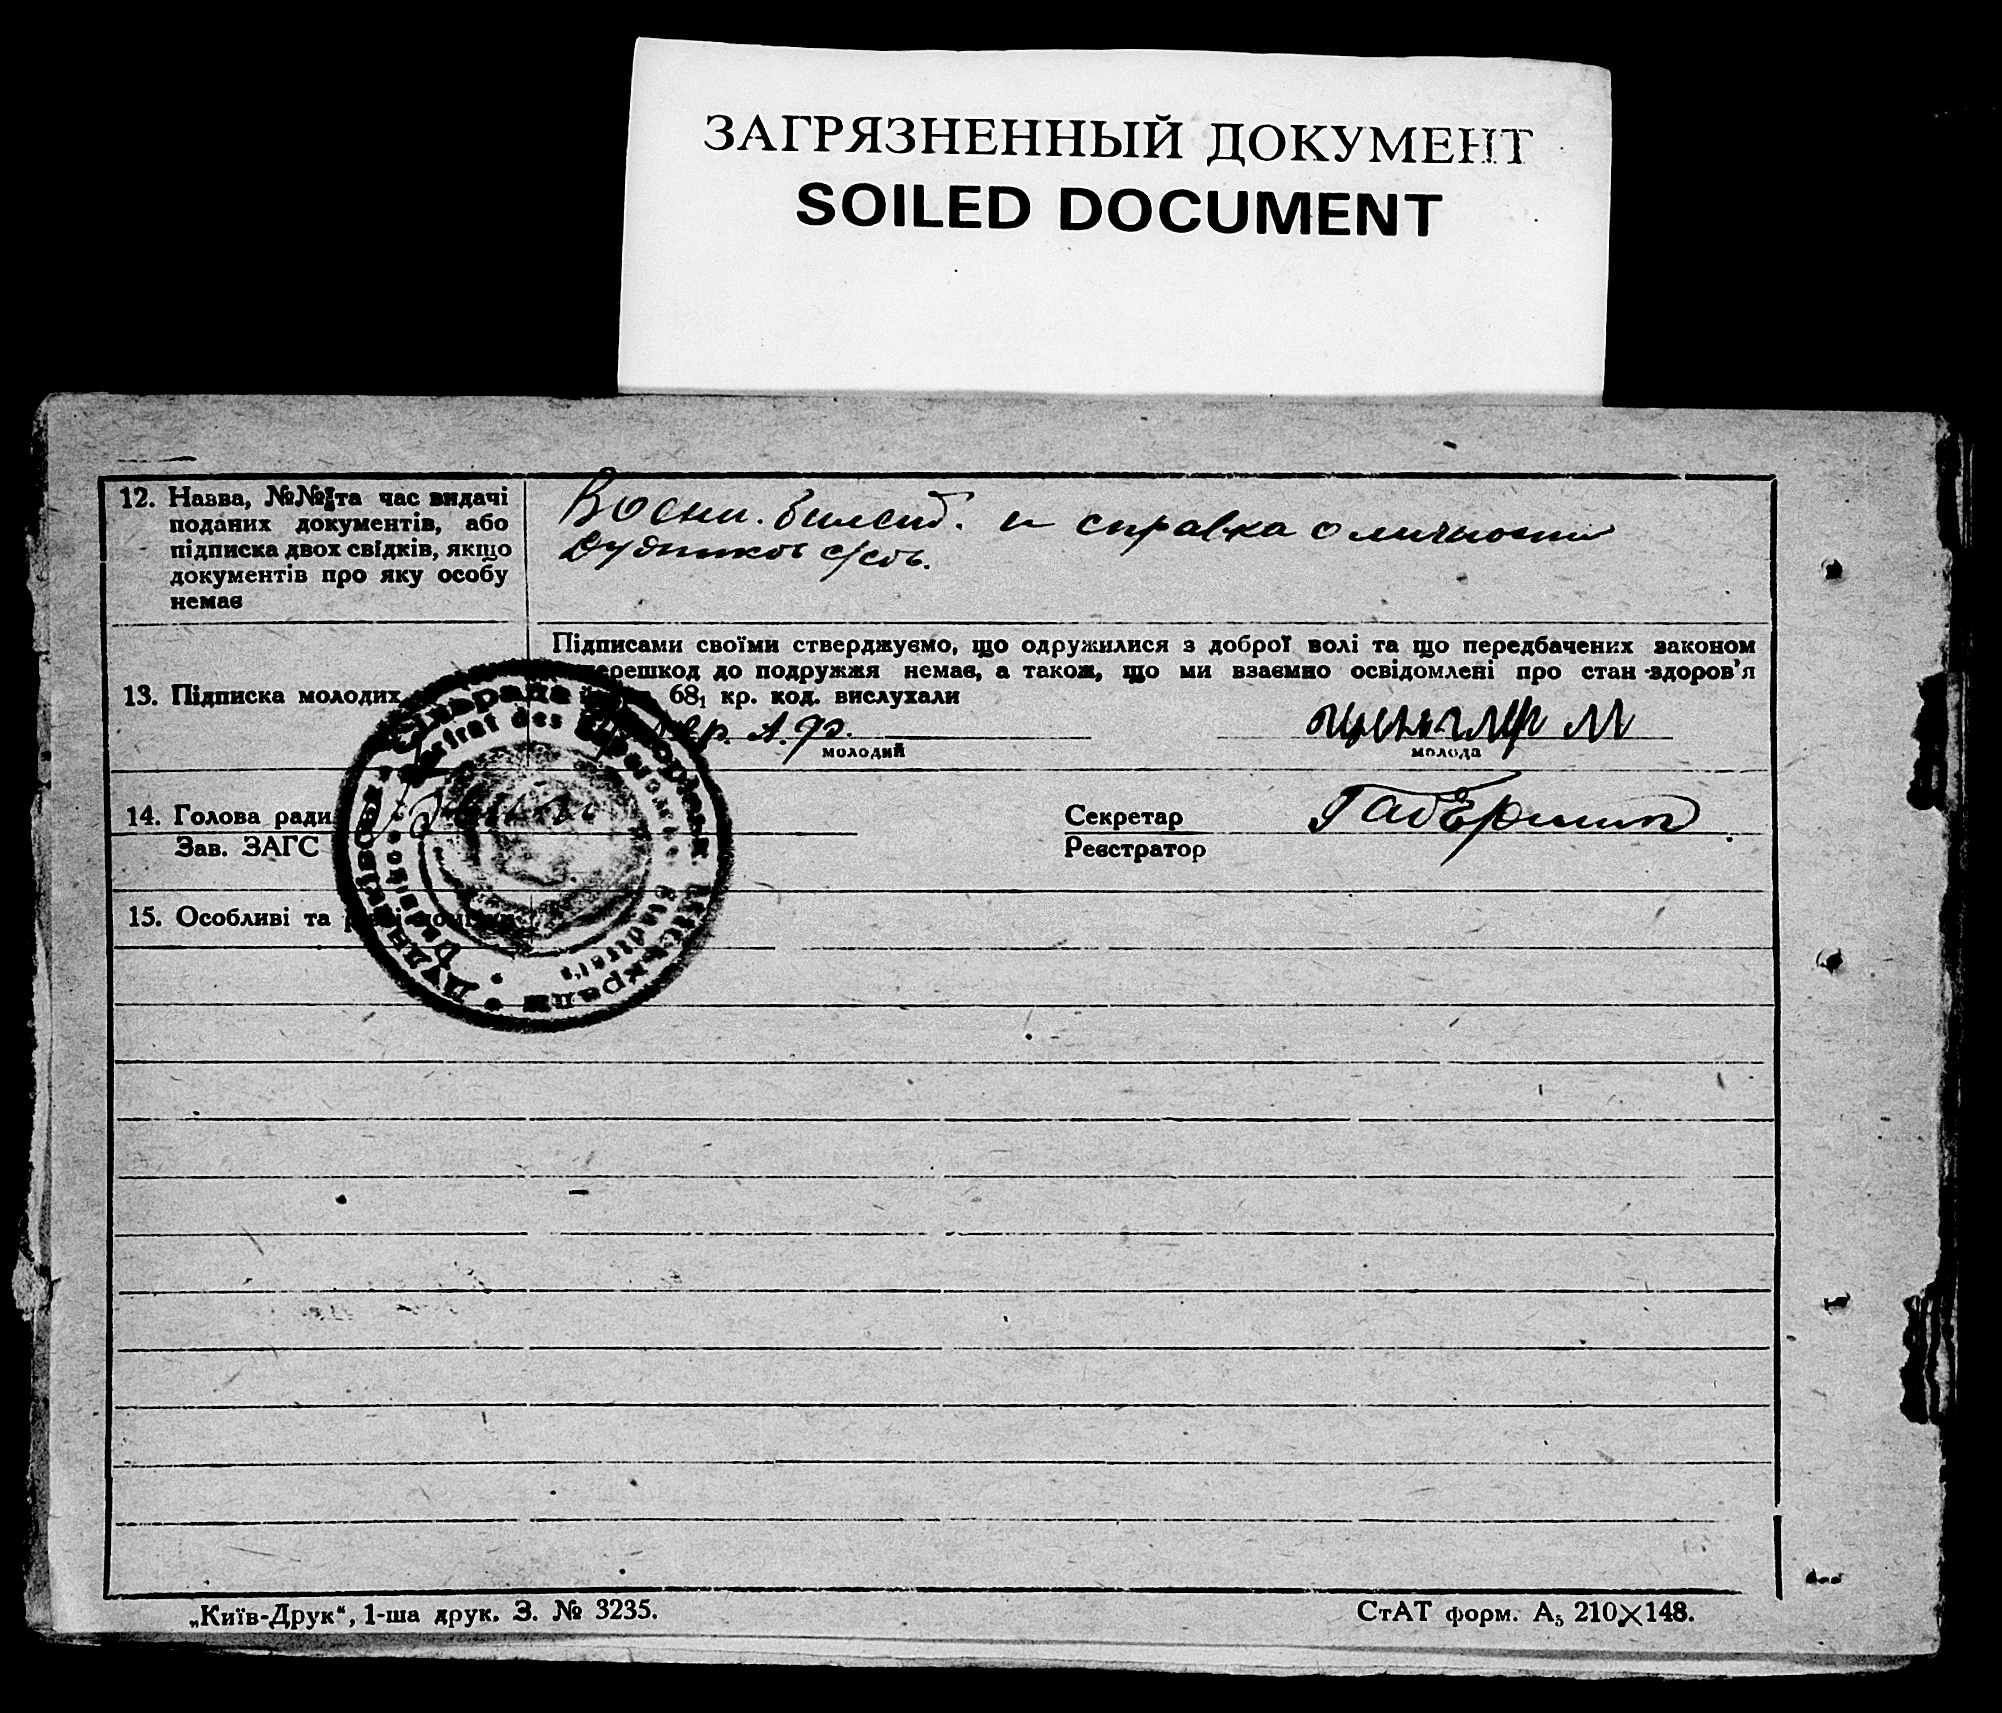 ЗАГРЯЗНЕННЫЙ ДОКУМЕНТ
SOILED DOCUMENT
12. Назва, №№ та час видачі
поданих документів, або
підписка двох свідків, якщо
документів про яку особу
немає
Воени. билет. и справка о личности
с/сов.
Підписами своїми стверджуємо, що одружилися з доброї волі та що передбачених законом
перешкод до подружжя немає, а також, що ми взаємно освідомлені про стан здоров'я
13. Підписка молодих
68₁ кр. код. вислухали
А. Ф.
молодий
М
молода
14. Голова ради
Зав. ЗАГС
Секретар
Реєстратор
15. Особливі та
Сільрада
des
„Київ-Друк“, 1-ша друк. З. № 3235.
СтАТ форм. А₅ 210×148.